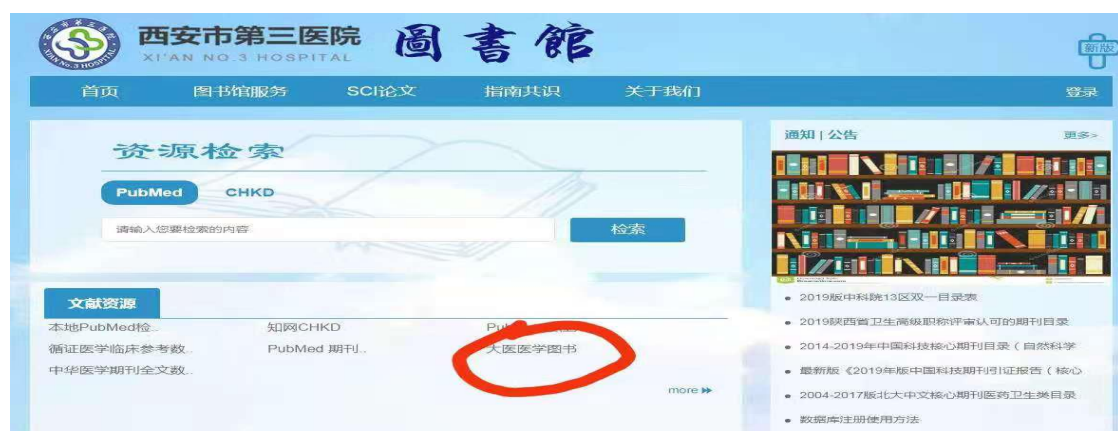 西安市第三医院 圖書館
XI'AN NO.3 HOSPITAL
新版
首页 图书馆服务 SCI论文 指南共识 关于我们 登录
资源检索
PubMed CHKD
请输入您要检索的内容 检索
文献资源
本地PubMed检.. 知网CHKD
循证医学临床参考数.. PubMed 期刊.. 大医医学图书
中华医学期刊全文数..
more
通知 | 公告 更多>
2019版中科院13区双一目录表
2019陕西省卫生高级职称评审认可的期刊目录
2014-2019年中国科技核心期刊目录（自然科学
最新版《2019年版中国科技期刊引证报告（核心
2004-2017版北大中文核心期刊医药卫生类目录
数据库注册使用方法